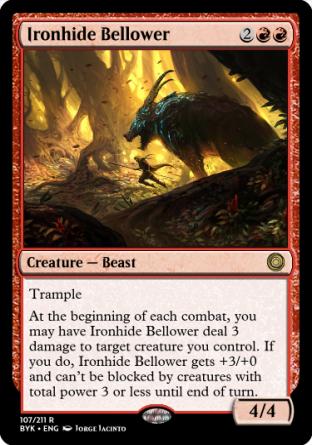 Ironhide Bellower 2
Creature — Beast
Trample
At the beginning of each combat, you
may have Ironhide Bellower deal 3
damage to target creature you control. If
you do, Ironhide Bellower gets +3/+0
and can't be blocked by creatures with
total power 3 or less until end of turn.
4/4
107/211 R
BYK • ENG Jorge Jacinto